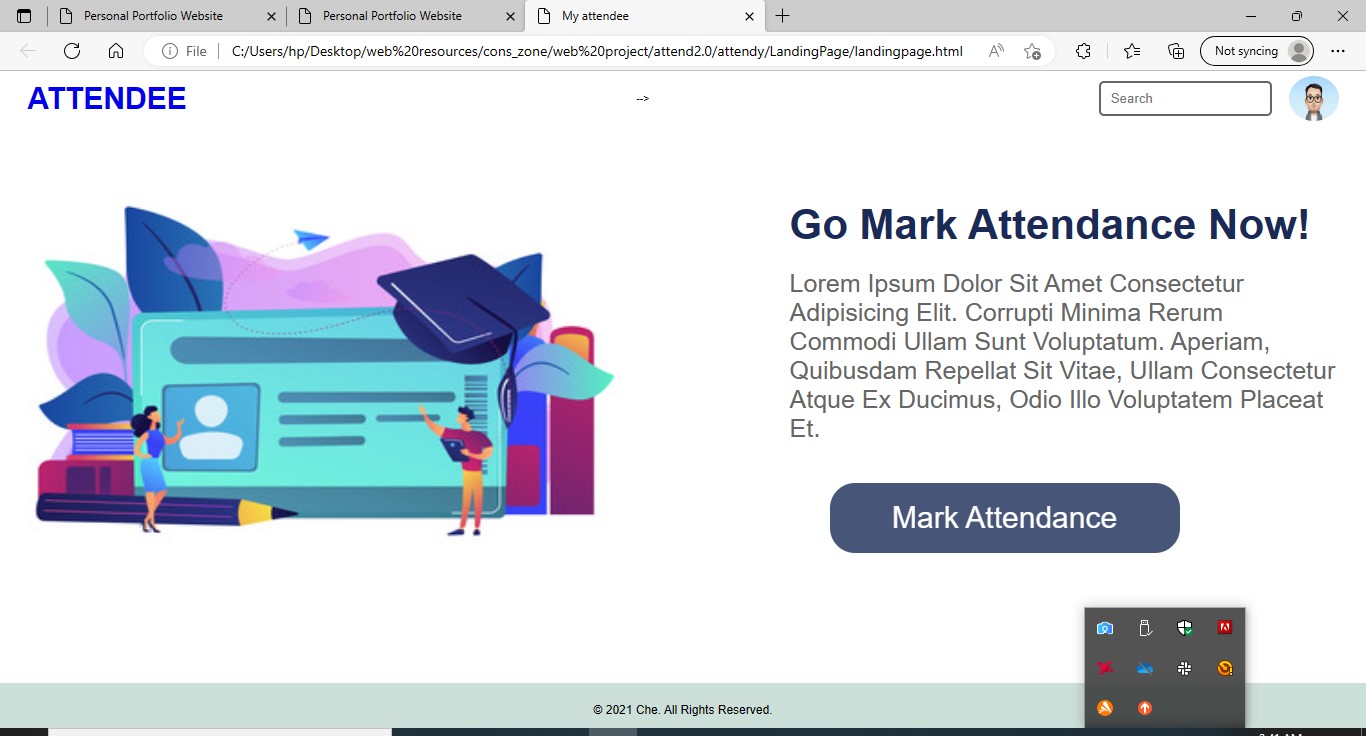 Personal Portfolio Website
Personal Portfolio Website
My attendee
File
C:/Users/hp/Desktop/web%20resources/cons_zone/web%20project/attend2.0/attendy/LandingPage/landingpage.html
Not syncing
ATTENDEE
-->
Search
Go Mark Attendance Now!
Lorem Ipsum Dolor Sit Amet Consectetur
Adipisicing Elit. Corrupti Minima Rerum
Commodi Ullam Sunt Voluptatum. Aperiam,
Quibusdam Repellat Sit Vitae, Ullam Consectetur
Atque Ex Ducimus, Odio Illo Voluptatem Placeat
Et.
Mark Attendance
© 2021 Che. All Rights Reserved.